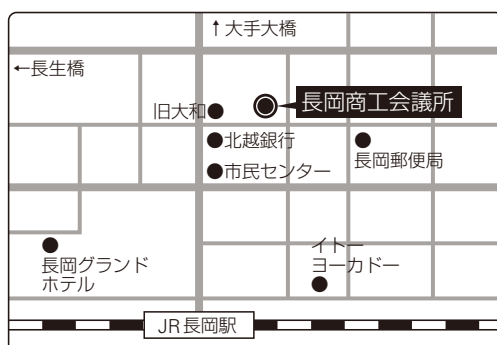 ↑大手大橋
←長生橋
長岡商工会議所
旧大和
北越銀行
長岡郵便局
市民センター
イトー
ヨーカドー
長岡グランド
ホテル
JR長岡駅